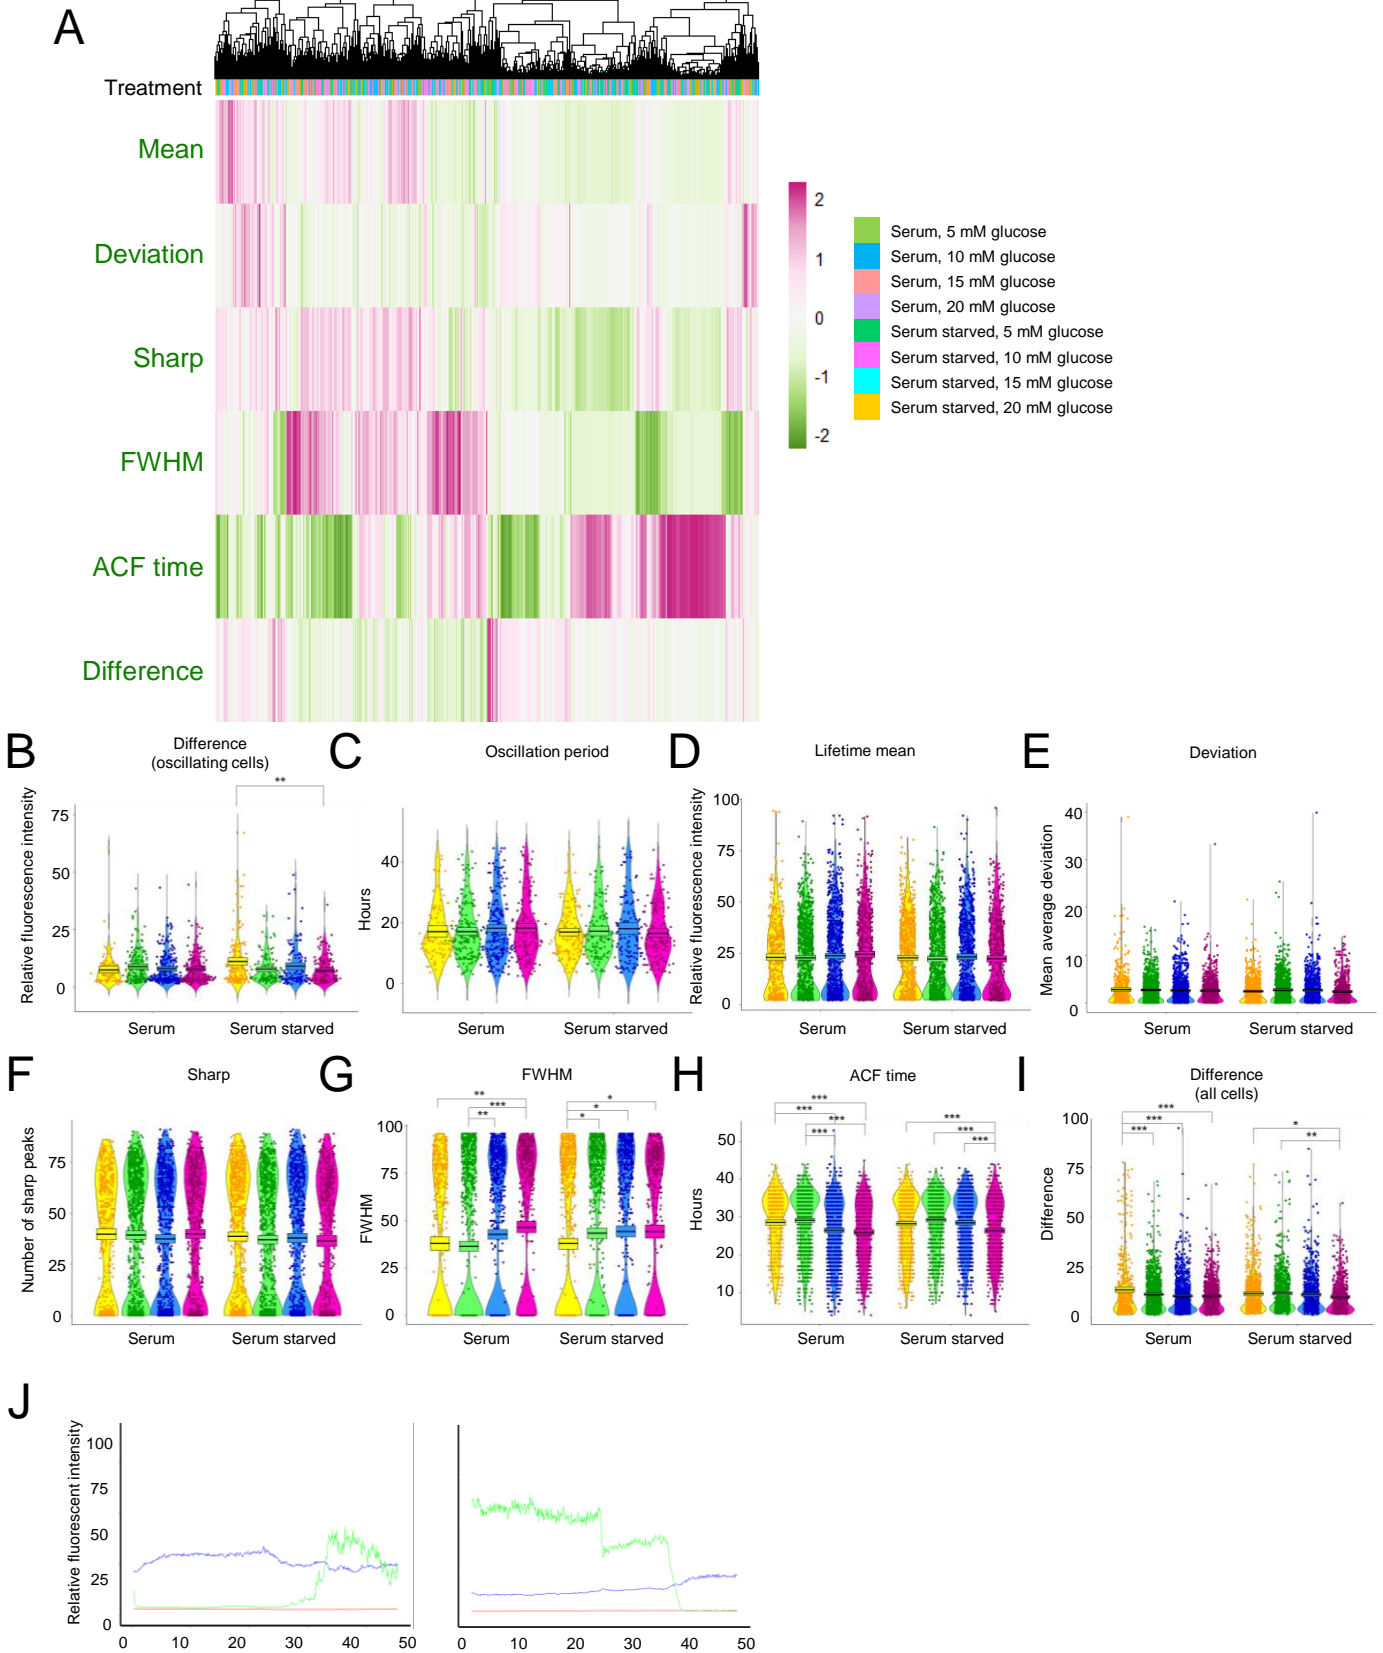 A
Treatment
Mean
Deviation
Sharp
FWHM
ACF time
Difference
2
1
0
-1
-2
Serum, 5 mM glucose
Serum, 10 mM glucose
Serum, 15 mM glucose
Serum, 20 mM glucose
Serum starved, 5 mM glucose
Serum starved, 10 mM glucose
Serum starved, 15 mM glucose
Serum starved, 20 mM glucose
B
Difference
(oscillating cells)
**
Relative fluorescence intensity
75
50
25
0
Serum
Serum starved
C
Oscillation period
Hours
40
20
0
Serum
Serum starved
D
Lifetime mean
Relative fluorescence intensity
100
75
50
25
0
Serum
Serum starved
E
Deviation
Mean average deviation
40
30
20
10
0
Serum
Serum starved
F
Sharp
Number of sharp peaks
75
50
25
0
Serum
Serum starved
G
FWHM
**
***
**
*
*
*
FWHM
100
75
50
25
0
Serum
Serum starved
H
ACF time
***
***
***
***
***
***
***
Hours
50
40
30
20
10
Serum
Serum starved
I
Difference
(all cells)
***
***
***
*
**
Difference
100
75
50
25
0
Serum
Serum starved
J
Relative fluorescent intensity
100
75
50
25
0
0 10 20 30 40 50
0 10 20 30 40 50